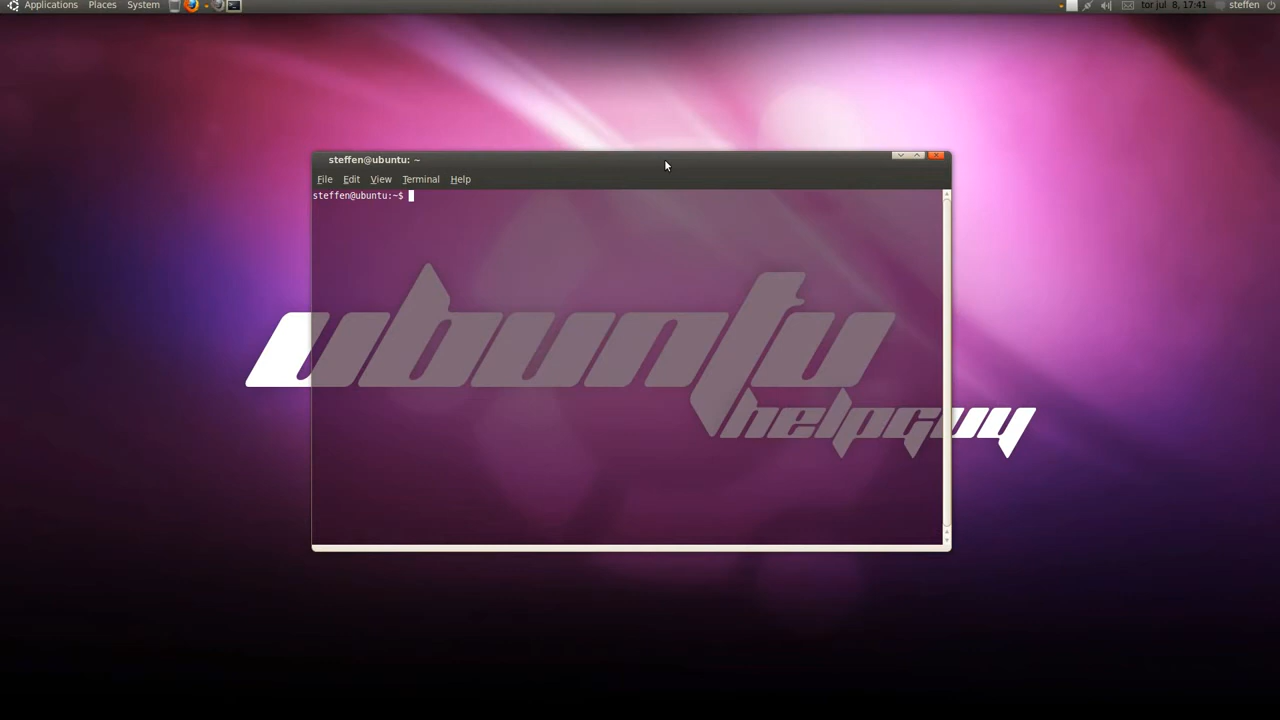 Applications Places System tor jul 8, 17:41 steffen
steffen@ubuntu: ~
File Edit View Terminal Help
steffen@ubuntu:~$
ubuntu
helpguy